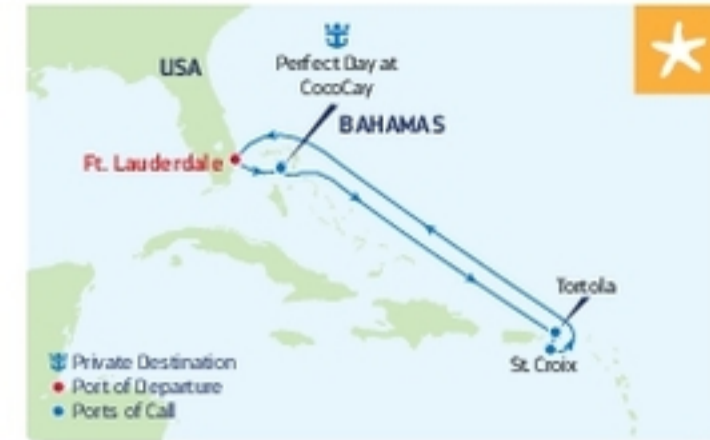 USA
Perfect Day at
CocoCay
BAHAMAS
Ft. Lauderdale
Tortola
St. Croix
Private Destination
Port of Departure
Ports of Call